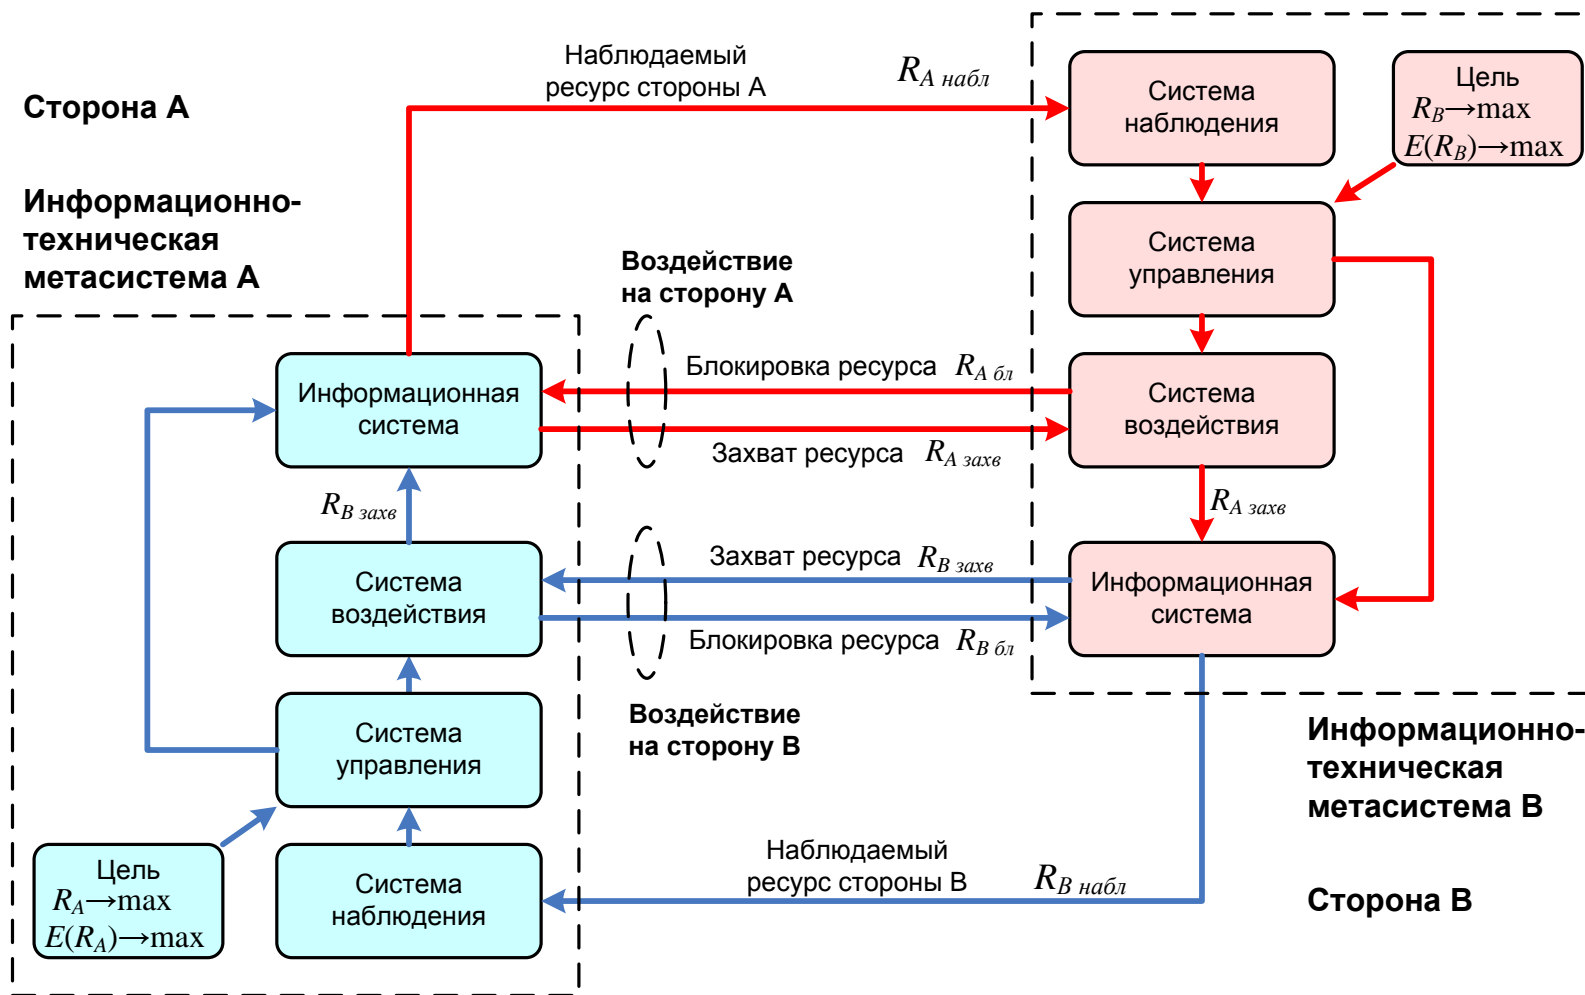 Сторона А
Информационно-
техническая
метасистема А
Наблюдаемый
ресурс стороны А
R_A набл
Система
наблюдения
Цель
R_B→max
E(R_B)→max
Система
управления
Воздействие
на сторону А
Блокировка ресурса R_A бл
Захват ресурса R_A захв
Система
воздействия
R_A захв
Информационная
система
Информационная
система
R_B захв
Система
воздействия
Захват ресурса R_B захв
Блокировка ресурса R_B бл
Воздействие
на сторону В
Система
управления
Цель
R_A→max
E(R_A)→max
Система
наблюдения
Наблюдаемый
ресурс стороны В
R_B набл
Информационно-
техническая
метасистема В
Сторона В